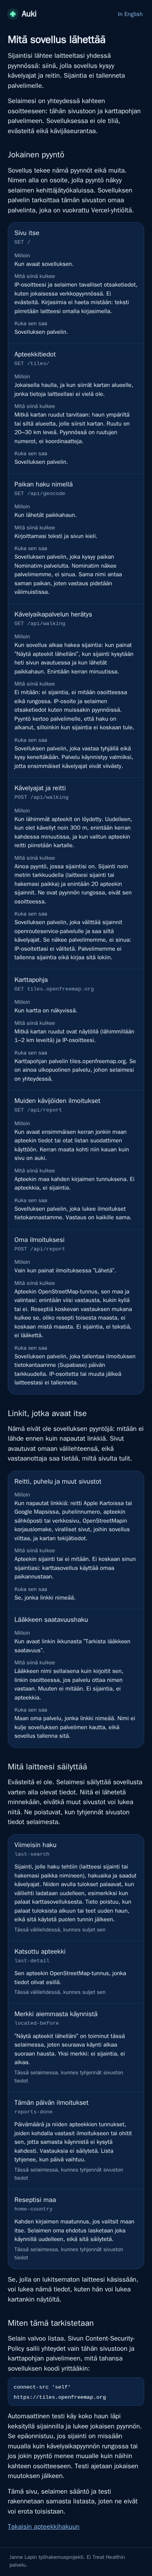 Auki
In English
Mitä sovellus lähettää
Sijaintisi lähtee laitteeltasi yhdessä
pyynnössä: siinä, jolla sovellus kysyy
kävelyajat ja reitin. Sijaintia ei tallenneta
palvelimelle.
Selaimesi on yhteydessä kahteen
osoitteeseen: tähän sivustoon ja karttapohjan
palvelimeen. Sovelluksessa ei ole tiliä,
evästeitä eikä kävijäseurantaa.
Jokainen pyyntö
Sovellus tekee nämä pyynnöt eikä muita.
Nimen alla on osoite, jolla pyyntö näkyy
selaimen kehittäjätyökaluissa. Sovelluksen
palvelin tarkoittaa tämän sivuston omaa
palvelinta, joka on vuokrattu Vercel-yhtiöltä.
Sivu itse
GET /
Milloin
Kun avaat sovelluksen.
Mitä siinä kulkee
IP-osoitteesi ja selaimen tavalliset otsaketiedot,
kuten jokaisessa verkkopyynnössä. Ei
evästeitä. Kirjasimia ei haeta mistään: teksti
piirretään laitteesi omalla kirjasimella.
Kuka sen saa
Sovelluksen palvelin.
Apteekkitiedot
GET /tiles/
Milloin
Jokaisella haulla, ja kun siirrät kartan alueelle,
jonka tietoja laitteellasi ei vielä ole.
Mitä siinä kulkee
Mitkä kartan ruudut tarvitaan: haun ympäriltä
tai siltä alueelta, jolle siirsit kartan. Ruutu on
20–30 km leveä. Pyynnössä on ruutujen
numerot, ei koordinaatteja.
Kuka sen saa
Sovelluksen palvelin.
Paikan haku nimellä
GET /api/geocode
Milloin
Kun lähetät paikkahaun.
Mitä siinä kulkee
Kirjoittamasi teksti ja sivun kieli.
Kuka sen saa
Sovelluksen palvelin, joka kysyy paikan
Nominatim-palvelulta. Nominatim näkee
palvelimemme, ei sinua. Sama nimi antaa
saman paikan, joten vastaus pidetään
välimuistissa.
Kävelyaikapalvelun herätys
GET /api/walking
Milloin
Kun sovellus alkaa hakea sijaintia: kun painat
"Näytä apteekit lähelläni", kun sijainti kysytään
heti sivun avautuessa ja kun lähetät
paikkahaun. Enintään kerran minuutissa.
Mitä siinä kulkee
Ei mitään: ei sijaintia, ei mitään osoitteessa
eikä rungossa. IP-osoite ja selaimen
otsaketiedot kuten muissakin pyynnöissä.
Pyyntö kertoo palvelimelle, että haku on
alkanut, silloinkin kun sijaintia ei koskaan tule.
Kuka sen saa
Sovelluksen palvelin, joka vastaa tyhjällä eikä
kysy keneltäkään. Palvelu käynnistyy valmiiksi,
jotta ensimmäiset kävelyajat eivät viivästy.
Kävelyajat ja reitti
POST /api/walking
Milloin
Kun lähimmät apteekit on löydetty. Uudelleen,
kun olet kävellyt noin 300 m, enintään kerran
kahdessa minuutissa, ja kun valitun apteekin
reitti piirretään kartalle.
Mitä siinä kulkee
Ainoa pyyntö, jossa sijaintisi on. Sijainti noin
metrin tarkkuudella (laitteesi sijainti tai
hakemasi paikka) ja enintään 20 apteekin
sijainnit. Ne ovat pyynnön rungossa, eivät sen
osoitteessa.
Kuka sen saa
Sovelluksen palvelin, joka välittää sijainnit
openrouteservice-palvelulle ja saa siltä
kävelyajat. Se näkee palvelimemme, ei sinua:
IP-osoitettasi ei välitetä. Palvelimemme ei
tallenna sijaintia eikä kirjaa sitä lokiin.
Karttapohja
GET tiles.openfreemap.org
Milloin
Kun kartta on näkyvissä.
Mitä siinä kulkee
Mitkä kartan ruudut ovat näytöllä (lähimmillään
1–2 km leveitä) ja IP-osoitteesi.
Kuka sen saa
Karttapohjan palvelin tiles.openfreemap.org. Se
on ainoa ulkopuolinen palvelu, johon selaimesi
on yhteydessä.
Muiden kävijöiden ilmoitukset
GET /api/report
Milloin
Kun avaat ensimmäisen kerran jonkin maan
apteekin tiedot tai otat listan suodattimen
käyttöön. Kerran maata kohti niin kauan kuin
sivu on auki.
Mitä siinä kulkee
Apteekin maa kahden kirjaimen tunnuksena. Ei
apteekkia, ei sijaintia.
Kuka sen saa
Sovelluksen palvelin, joka lukee ilmoitukset
tietokannastamme. Vastaus on kaikille sama.
Oma ilmoituksesi
POST /api/report
Milloin
Vain kun painat ilmoituksessa "Lähetä".
Mitä siinä kulkee
Apteekin OpenStreetMap-tunnus, sen maa ja
valintasi: enintään viisi vastausta, kukin kyllä
tai ei. Reseptiä koskevan vastauksen mukana
kulkee se, oliko resepti toisesta maasta, ei
koskaan mistä maasta. Ei sijaintia, ei tekstiä,
ei lääkettä.
Kuka sen saa
Sovelluksen palvelin, joka tallentaa ilmoituksen
tietokantaamme (Supabase) päivän
tarkkuudella. IP-osoitetta tai muuta jälkeä
laitteestasi ei tallenneta.
Linkit, jotka avaat itse
Nämä eivät ole sovelluksen pyyntöjä: mitään ei
lähde ennen kuin napautat linkkiä. Sivut
avautuvat omaan välilehteensä, eikä
vastaanottaja saa tietää, miltä sivulta tulit.
Reitti, puhelu ja muut sivustot
Milloin
Kun napautat linkkiä: reitti Apple Kartoissa tai
Google Mapsissa, puhelinnumero, apteekin
sähköposti tai verkkosivu, OpenStreetMapin
korjauslomake, viralliset sivut, joihin sovellus
viittaa, ja kartan tekijätiedot.
Mitä siinä kulkee
Apteekin sijainti tai ei mitään. Ei koskaan sinun
sijaintiasi: karttasovellus käyttää omaa
paikannustaan.
Kuka sen saa
Se, jonka linkki nimeää.
Lääkkeen saatavuushaku
Milloin
Kun avaat linkin ikkunasta "Tarkista lääkkeen
saatavuus".
Mitä siinä kulkee
Lääkkeen nimi sellaisena kuin kirjoitit sen,
linkin osoitteessa, jos palvelu ottaa nimen
vastaan. Muuten ei mitään. Ei sijaintia, ei
apteekkia.
Kuka sen saa
Maan oma palvelu, jonka linkki nimeää. Nimi ei
kulje sovelluksen palvelimen kautta, eikä
sovellus tallenna sitä.
Mitä laitteesi säilyttää
Evästeitä ei ole. Selaimesi säilyttää sovellusta
varten alla olevat tiedot. Niitä ei lähetetä
minnekään, eivätkä muut sivustot voi lukea
niitä. Ne poistuvat, kun tyhjennät sivuston
tiedot selaimesta.
Viimeisin haku
last-search
Sijainti, jolle haku tehtiin (laitteesi sijainti tai
hakemasi paikka nimineen), hakuaika ja saadut
kävelyajat. Niiden avulla tulokset palaavat, kun
välilehti ladataan uudelleen, esimerkiksi kun
palaat karttasovelluksesta. Tieto poistuu, kun
palaat tuloksista alkuun tai teet uuden haun,
eikä sitä käytetä puolen tunnin jälkeen.
Tässä välilehdessä, kunnes suljet sen
Katsottu apteekki
last-detail
Sen apteekin OpenStreetMap-tunnus, jonka
tiedot olivat esillä.
Tässä välilehdessä, kunnes suljet sen
Merkki aiemmasta käynnistä
located-before
"Näytä apteekit lähelläni" on toiminut tässä
selaimessa, joten seuraava käynti alkaa
suoraan hausta. Yksi merkki: ei sijaintia, ei
aikaa.
Tässä selaimessa, kunnes tyhjennät sivuston
tiedot
Tämän päivän ilmoitukset
reports-done
Päivämäärä ja niiden apteekkien tunnukset,
joiden kohdalla vastasit ilmoitukseen tai ohitit
sen, jotta samasta käynnistä ei kysytä
kahdesti. Vastauksia ei säilytetä. Lista
tyhjenee, kun päivä vaihtuu.
Tässä selaimessa, kunnes tyhjennät sivuston
tiedot
Reseptisi maa
home-country
Kahden kirjaimen maatunnus, jos valitsit maan
itse. Selaimen oma ehdotus lasketaan joka
käynnillä uudelleen, eikä sitä säilytetä.
Tässä selaimessa, kunnes tyhjennät sivuston
tiedot
Se, jolla on lukitsematon laitteesi käsissään,
voi lukea nämä tiedot, kuten hän voi lukea
kartankin näytöltä.
Miten tämä tarkistetaan
Selain valvoo listaa. Sivun Content-Security-
Policy sallii yhteydet vain tähän sivustoon ja
karttapohjan palvelimeen, mitä tahansa
sovelluksen koodi yrittääkin:
connect-src 'self'
https://tiles.openfreemap.org
Automaattinen testi käy koko haun läpi
keksityllä sijainnilla ja lukee jokaisen pyynnön.
Se epäonnistuu, jos sijainti on missään
muualla kuin kävelyaikapyynnön rungossa tai
jos jokin pyyntö menee muualle kuin näihin
kahteen osoitteeseen. Testi ajetaan jokaisen
muutoksen jälkeen.
Tämä sivu, selaimen sääntö ja testi
rakennetaan samasta listasta, joten ne eivät
voi erota toisistaan.
Takaisin apteekkihakuun
Janne Lapin työhakemusprojekti. Ei Treat Healthin
palvelu.